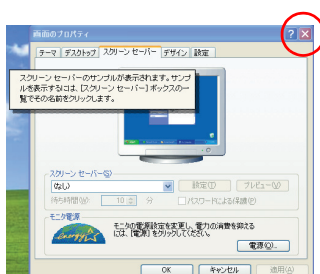 画面のプロパティ
テーマ デスクトップ スクリーン セーバー デザイン 設定
スクリーン セーバーのサンプルが表示されます。サンプ
ルを表示するには、[スクリーン セーバー] ボックスの一
覧でその名前をクリックします。
スクリーン セーバー(S)
(なし)
設定(T) プレビュー(V)
待ち時間(W): 10 分 パスワードによる保護(P)
モニタ電源
モニタの電源設定を変更し、電力の消費を抑える
には、[電源] をクリックしてください。
電源(O)...
OK キャンセル 適用(A)